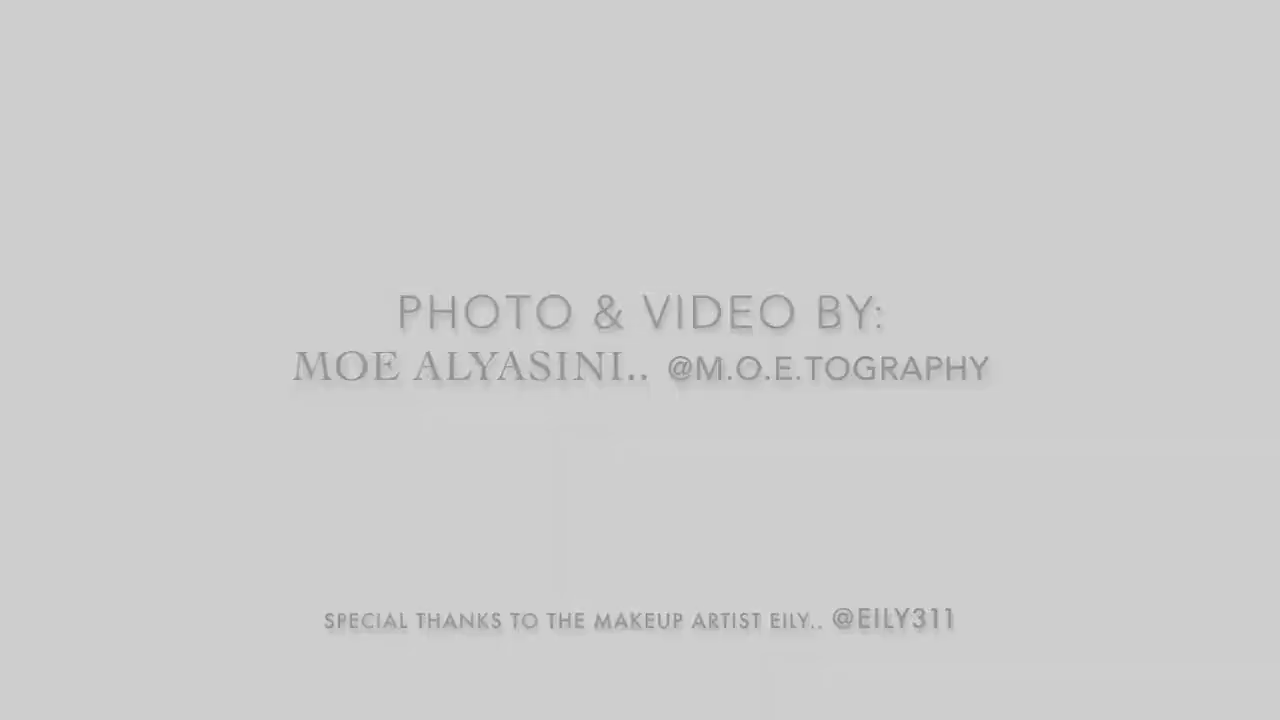 PHOTO & VIDEO BY:
MOE ALYASINI.. @M.O.E.TOGRAPHY
SPECIAL THANKS TO THE MAKEUP ARTIST EILY.. @EILY311